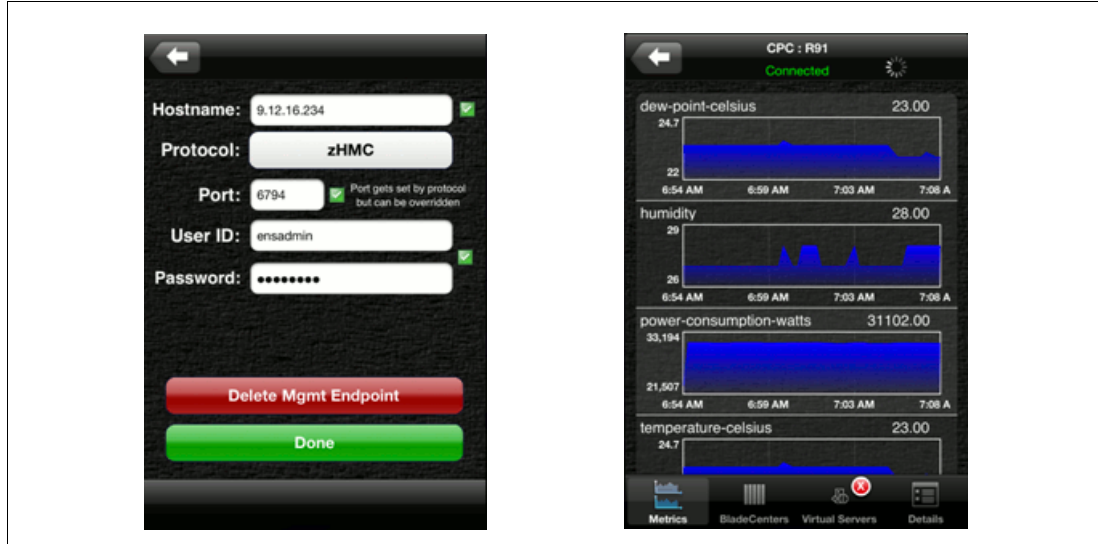 Hostname: 9.12.16.234
Protocol: zHMC
Port: 6794 Port gets set by protocol
but can be overridden
User ID: ensadmin
Password: ••••••••
Delete Mgmt Endpoint
Done
CPC : R91
Connected
dew-point-celsius 23.00
24.7
22
6:54 AM 6:59 AM 7:03 AM 7:08 A
humidity 28.00
29
26
6:54 AM 6:59 AM 7:03 AM 7:08 A
power-consumption-watts 31102.00
33,194
21,507
6:54 AM 6:59 AM 7:03 AM 7:08 A
temperature-celsius 23.00
24.7
Metrics BladeCenters Virtual Servers Details